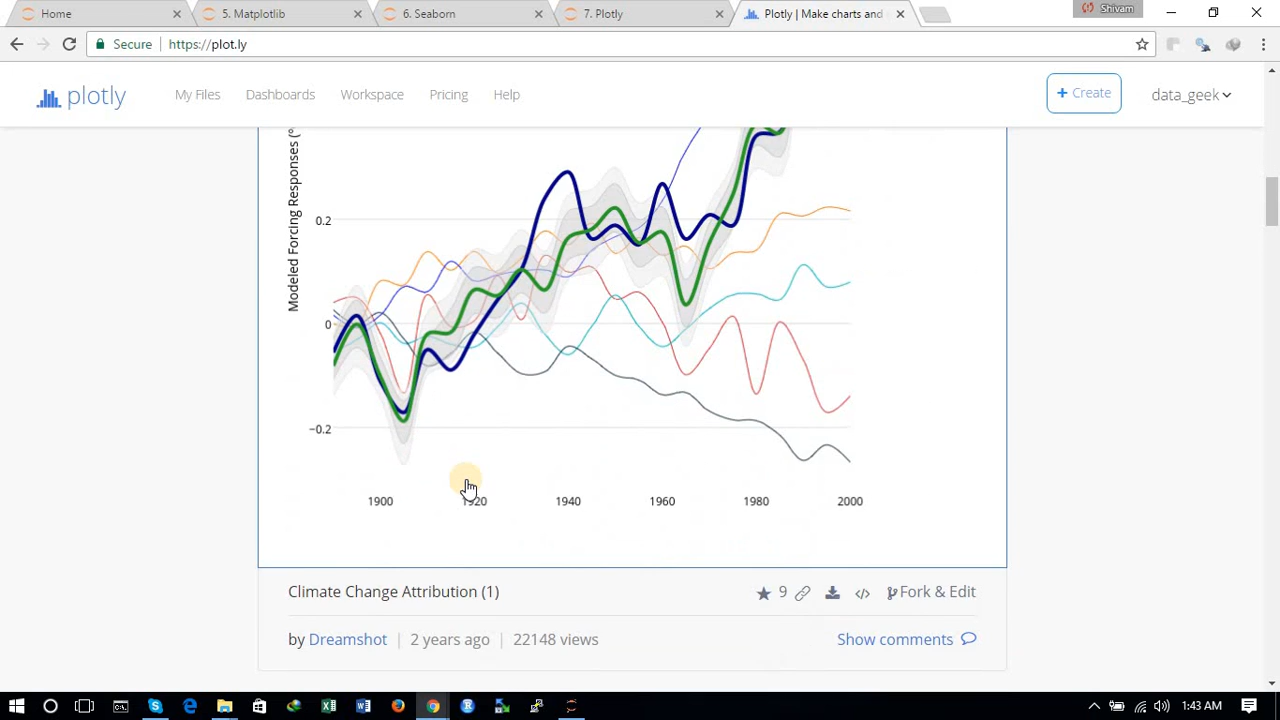 Home
5. Matplotlib
6. Seaborn
7. Plotly
Plotly | Make charts and
Shivam
Secure
https://plot.ly
plotly
My Files
Dashboards
Workspace
Pricing
Help
+ Create
data_geek
Modeled Forcing Responses (°
0.2
0
−0.2
1900
1920
1940
1960
1980
2000
Climate Change Attribution (1)
9
Fork & Edit
by Dreamshot | 2 years ago | 22148 views
Show comments
1:43 AM